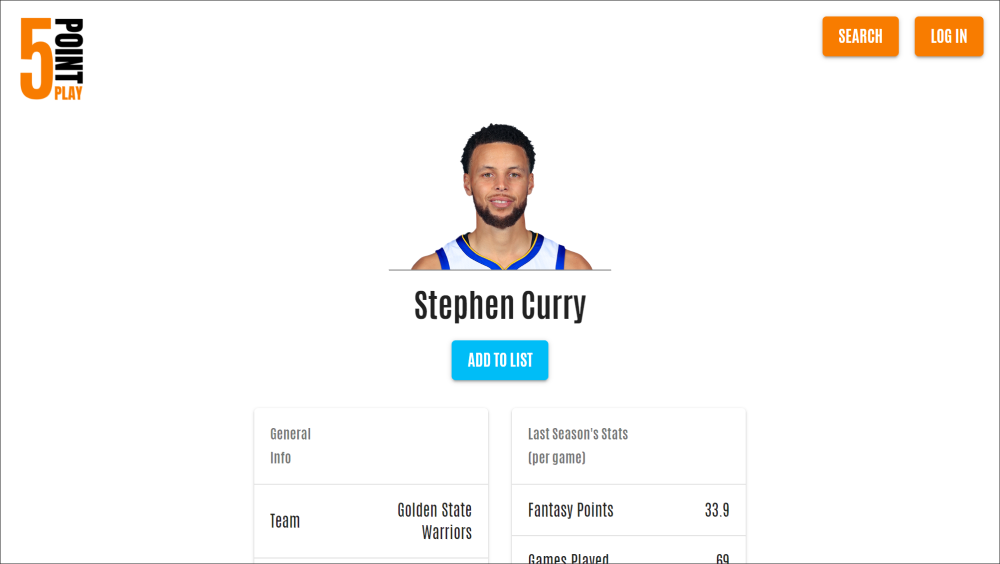 5
POINT
PLAY
SEARCH
LOG IN
Stephen Curry
ADD TO LIST
General
Info
Team
Golden State
Warriors
Last Season's Stats
(per game)
Fantasy Points
33.9
Games Played
69